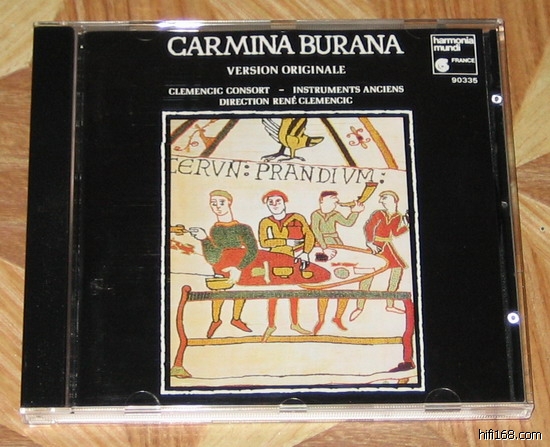 CARMINA BURANA
harmonia
mundi
FRANCE
90335
VERSION ORIGINALE
CLEMENCIC CONSORT – INSTRUMENTS ANCIENS
DIRECTION RENÉ CLEMENCIC
CERVN: PRANDIVM:
hifi168.com